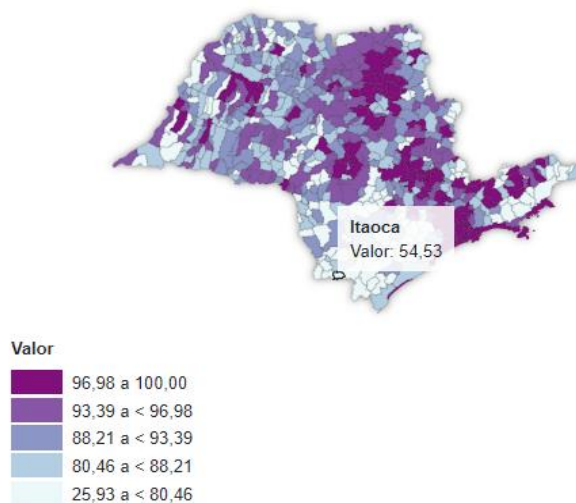 Itaoca
Valor: 54,53
Valor
96,98 a 100,00
93,39 a < 96,98
88,21 a < 93,39
80,46 a < 88,21
25,93 a < 80,46